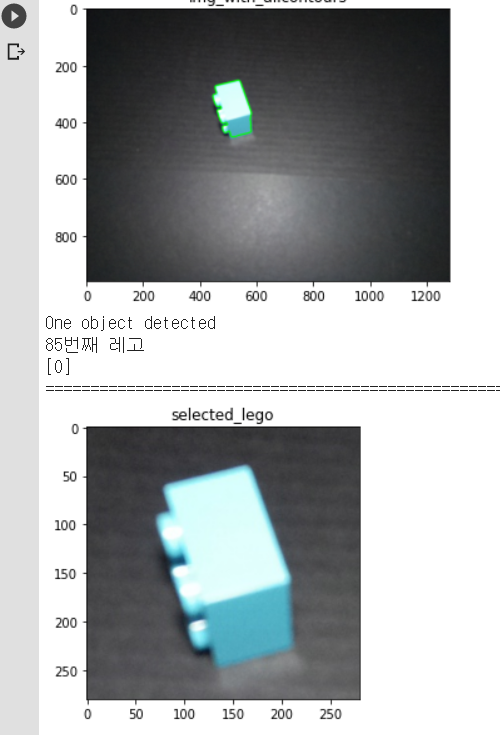 img_with_allcontours
0
200
400
600
800
0 200 400 600 800 1000 1200
One object detected
85번째 레고
[0]
==================================================
selected_lego
0
50
100
150
200
250
0 50 100 150 200 250